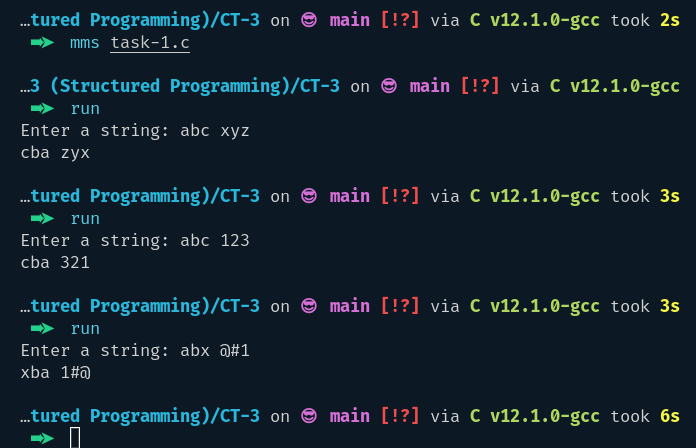 …tured Programming)/CT-3 on 😎 main [!?] via C v12.1.0-gcc took 2s
➡ mms task-1.c
…3 (Structured Programming)/CT-3 on 😎 main [!?] via C v12.1.0-gcc
➡ run
Enter a string: abc xyz
cba zyx
…tured Programming)/CT-3 on 😎 main [!?] via C v12.1.0-gcc took 3s
➡ run
Enter a string: abc 123
cba 321
…tured Programming)/CT-3 on 😎 main [!?] via C v12.1.0-gcc took 3s
➡ run
Enter a string: abx @#1
xba 1#@
…tured Programming)/CT-3 on 😎 main [!?] via C v12.1.0-gcc took 6s
➡